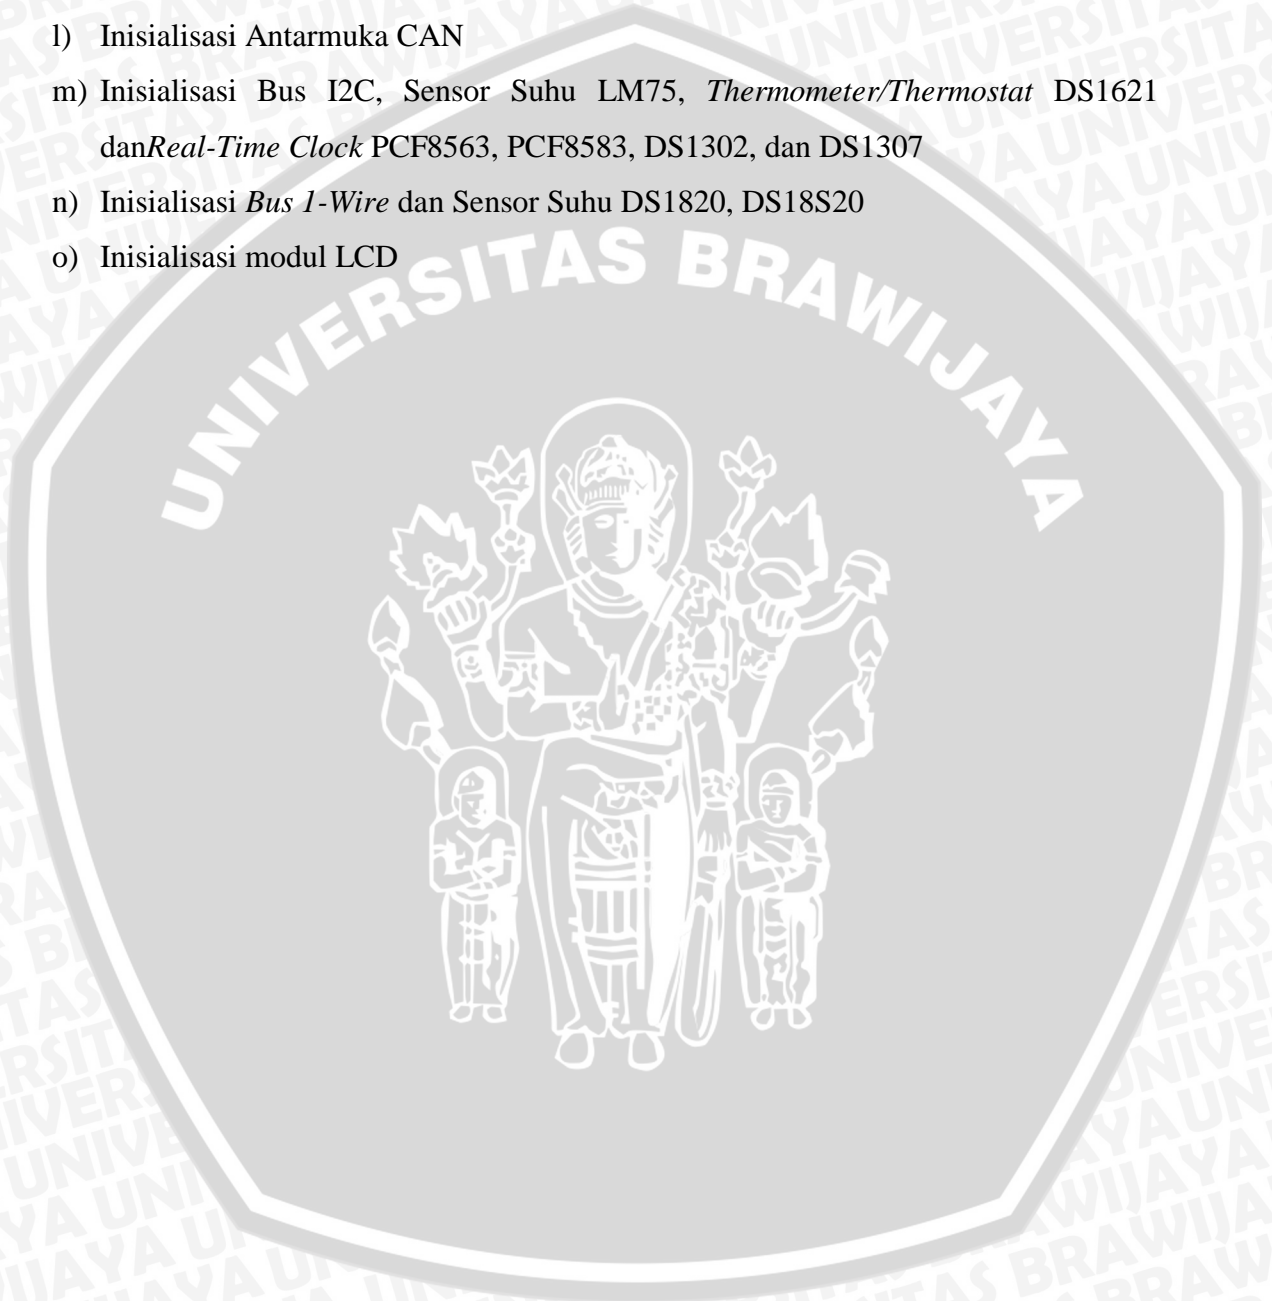 l) Inisialisasi Antarmuka CAN
m) Inisialisasi Bus I2C, Sensor Suhu LM75, Thermometer/Thermostat DS1621
danReal-Time Clock PCF8563, PCF8583, DS1302, dan DS1307
n) Inisialisasi Bus 1-Wire dan Sensor Suhu DS1820, DS18S20
o) Inisialisasi modul LCD
UNIVERSITAS BRAWIJAYA